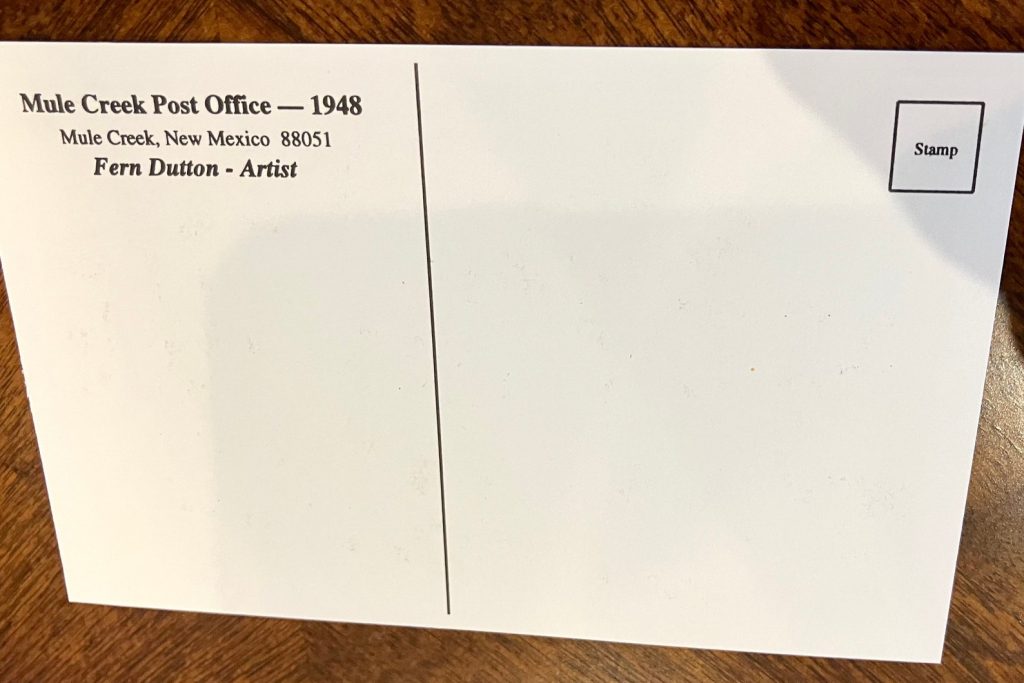 Mule Creek Post Office — 1948
Mule Creek, New Mexico 88051
Fern Dutton - Artist
Stamp